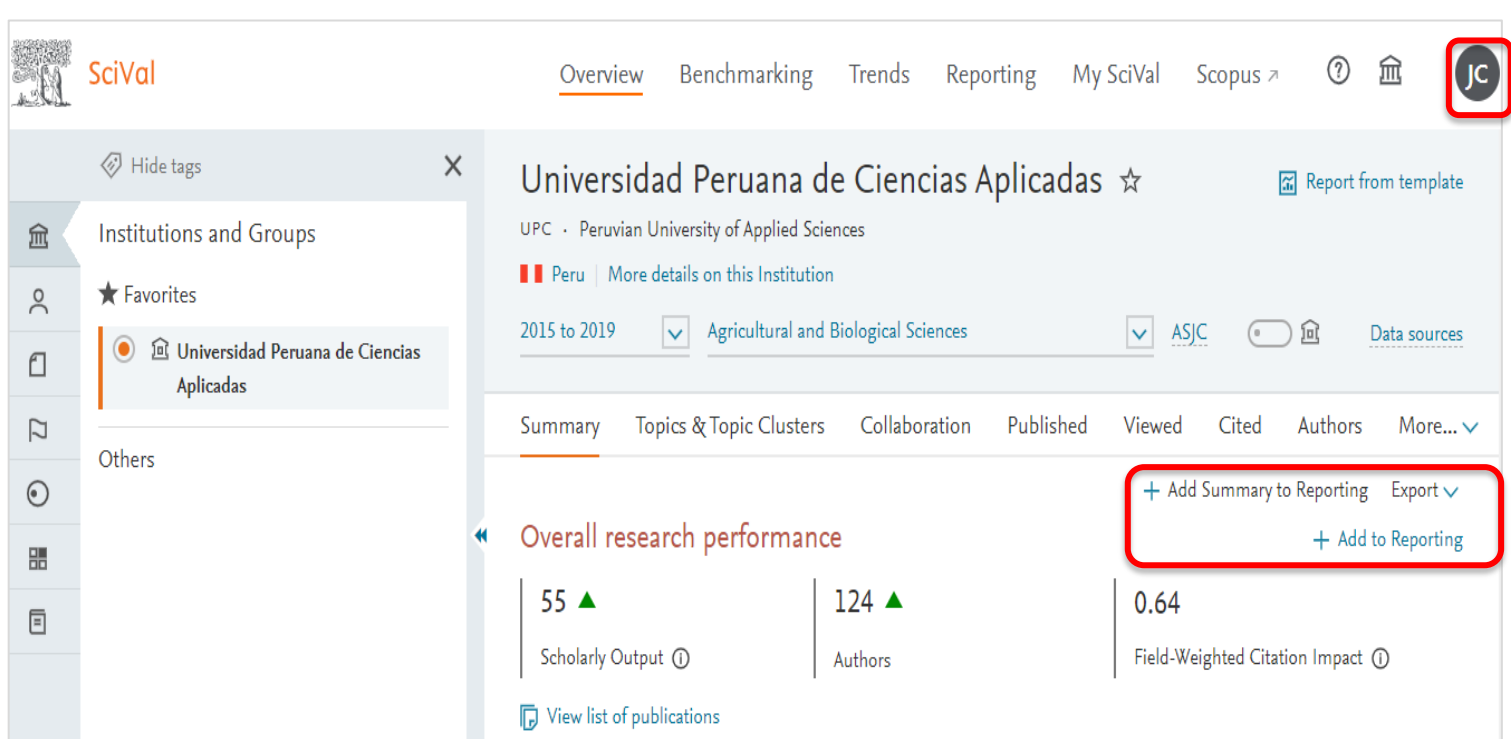 SciVal
Overview Benchmarking Trends Reporting My SciVal Scopus JC
Hide tags
Institutions and Groups
Favorites
Universidad Peruana de Ciencias
Aplicadas
Others
Universidad Peruana de Ciencias Aplicadas
Report from template
UPC · Peruvian University of Applied Sciences
Peru More details on this Institution
2015 to 2019 Agricultural and Biological Sciences ASJC Data sources
Summary Topics & Topic Clusters Collaboration Published Viewed Cited Authors More...
+ Add Summary to Reporting Export
Overall research performance
+ Add to Reporting
55 124 0.64
Scholarly Output Authors Field-Weighted Citation Impact
View list of publications